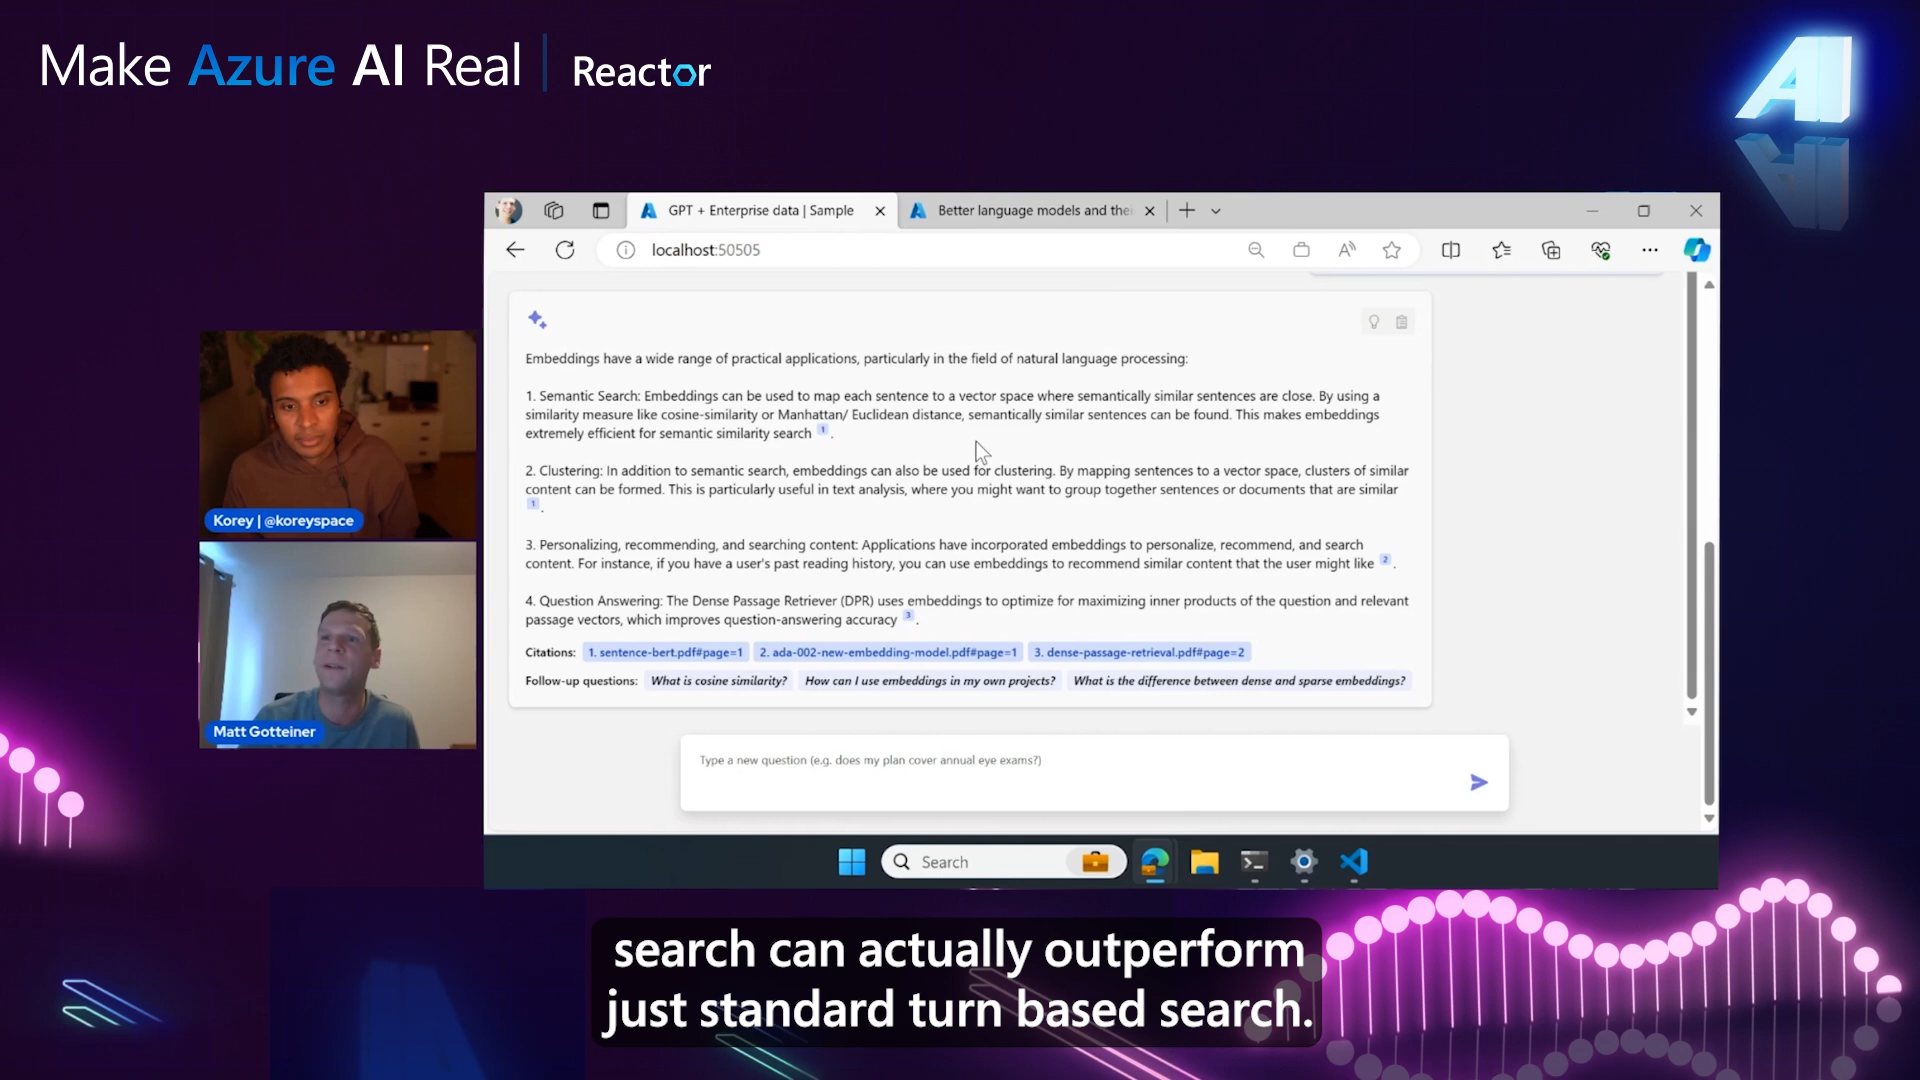 Make Azure AI Real | Reactor
AI
GPT + Enterprise data | Sample
Better language models and thei
localhost:50505
Embeddings have a wide range of practical applications, particularly in the field of natural language processing:
1. Semantic Search: Embeddings can be used to map each sentence to a vector space where semantically similar sentences are close. By using a
similarity measure like cosine-similarity or Manhattan/ Euclidean distance, semantically similar sentences can be found. This makes embeddings
extremely efficient for semantic similarity search 1 .
2. Clustering: In addition to semantic search, embeddings can also be used for clustering. By mapping sentences to a vector space, clusters of similar
content can be formed. This is particularly useful in text analysis, where you might want to group together sentences or documents that are similar
1 .
3. Personalizing, recommending, and searching content: Applications have incorporated embeddings to personalize, recommend, and search
content. For instance, if you have a user's past reading history, you can use embeddings to recommend similar content that the user might like 2 .
4. Question Answering: The Dense Passage Retriever (DPR) uses embeddings to optimize for maximizing inner products of the question and relevant
passage vectors, which improves question-answering accuracy 3 .
Citations: 1. sentence-bert.pdf#page=1 2. ada-002-new-embedding-model.pdf#page=1 3. dense-passage-retrieval.pdf#page=2
Follow-up questions: What is cosine similarity? How can I use embeddings in my own projects? What is the difference between dense and sparse embeddings?
Type a new question (e.g. does my plan cover annual eye exams?)
Korey | @koreyspace
Matt Gotteiner
Search
search can actually outperform
just standard turn based search.